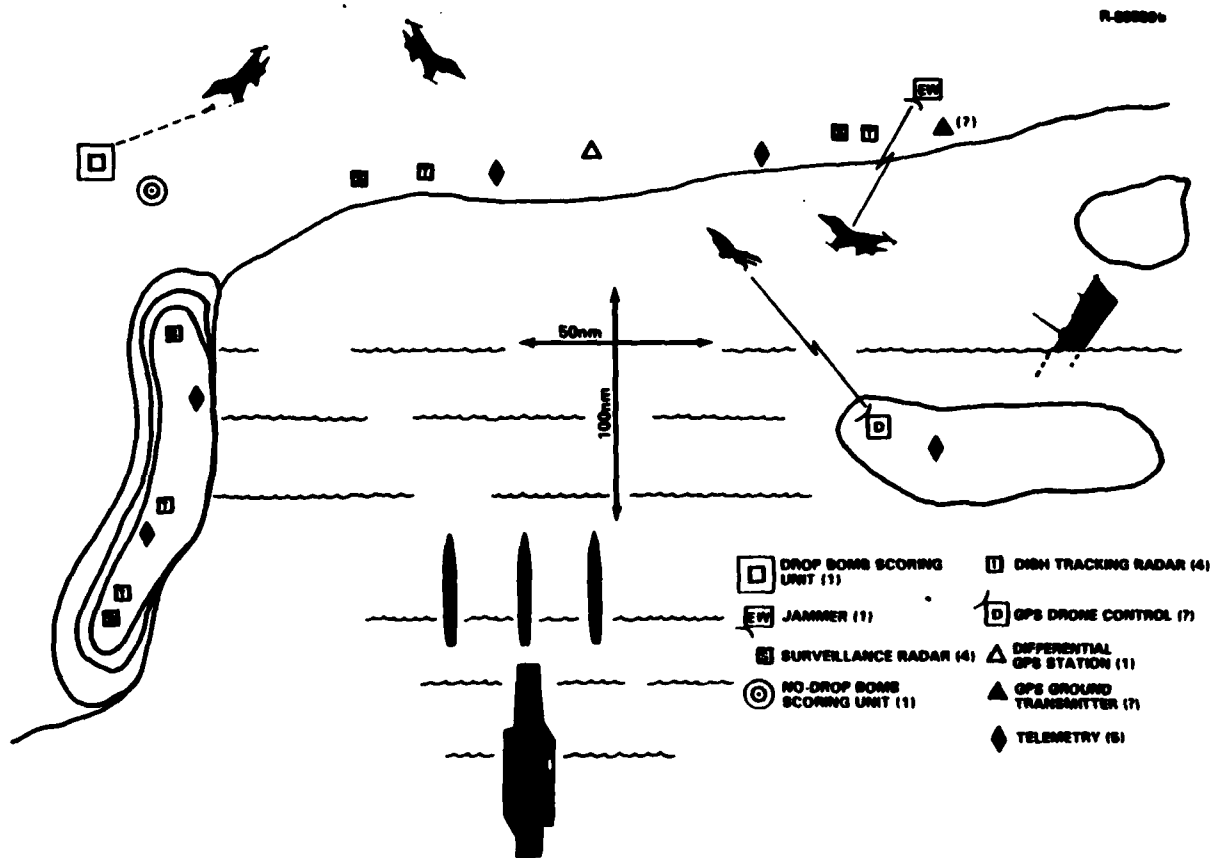 EW
(?)
T
T
50nm
100nm
D
T
T
DROP BOMB SCORING
UNIT (1)
T DISH TRACKING RADAR (4)
EW JAMMER (1)
D GPS DRONE CONTROL (?)
S SURVEILLANCE RADAR (4)
DIFFERENTIAL
GPS STATION (1)
NO-DROP BOMB
SCORING UNIT (1)
GPS GROUND
TRANSMITTER (?)
TELEMETRY (5)